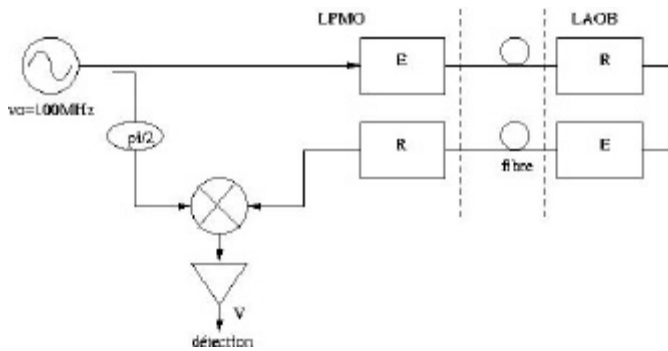 LPMO
LAOB
E
R
νo=100MHz
pi/2
R
E
fibre
V
détection